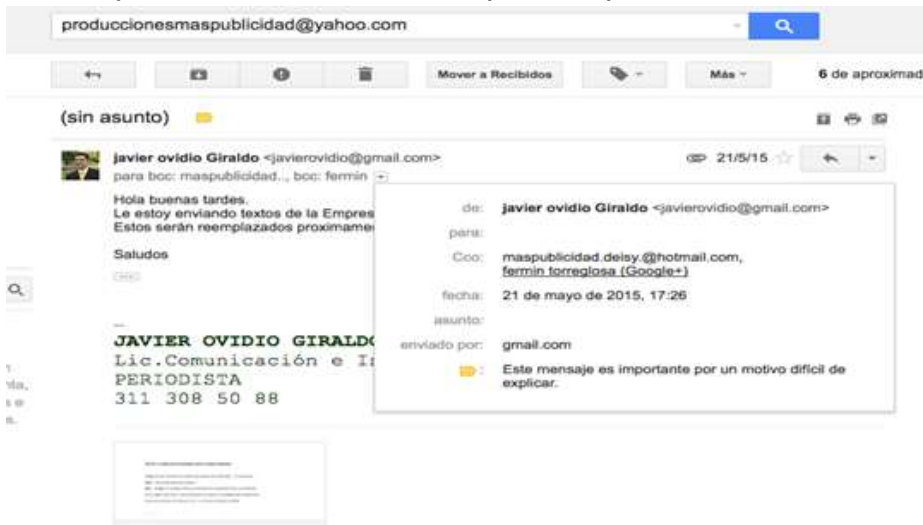 produccionesmaspublicidad@yahoo.com
Mover a Recibidos
Más
6 de aproximad
(sin asunto)
javier ovidio Giraldo <javierovidio@gmail.com>
21/5/15
para bcc: maspublicidad.., bcc: fermin
Hola buenas tardes.
Le estoy enviando textos de la Empres
Estos serán reemplazados proximame
Saludos
de: javier ovidio Giraldo <javierovidio@gmail.com>
para:
Cco: maspublicidad.deisy.@hotmail.com,
fermin torreglosa (Google+)
fecha: 21 de mayo de 2015, 17:26
asunto:
enviado por: gmail.com
Este mensaje es importante por un motivo difícil de
explicar.
--
JAVIER OVIDIO GIRALDO
Lic.Comunicación e I
PERIODISTA
311 308 50 88